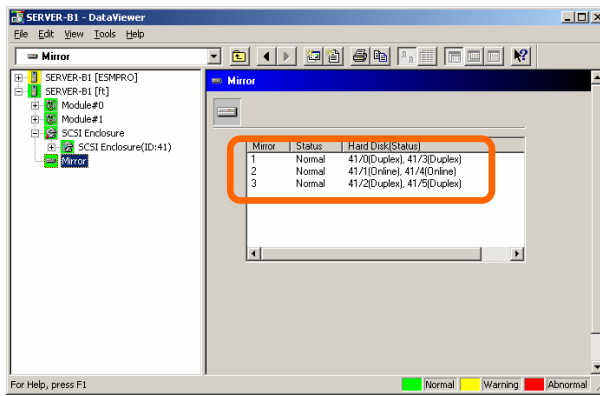 SERVER-B1 - DataViewer
File Edit View Tools Help
Mirror
SERVER-B1 [ESMPRO]
SERVER-B1 [ft]
Module#0
Module#1
SCSI Enclosure
SCSI Enclosure(ID:41)
Mirror
Mirror
Mirror Status Hard Disk(Status)
1 Normal 41/0(Duplex), 41/3(Duplex)
2 Normal 41/1(Online), 41/4(Online)
3 Normal 41/2(Duplex), 41/5(Duplex)
For Help, press F1
Normal Warning Abnormal